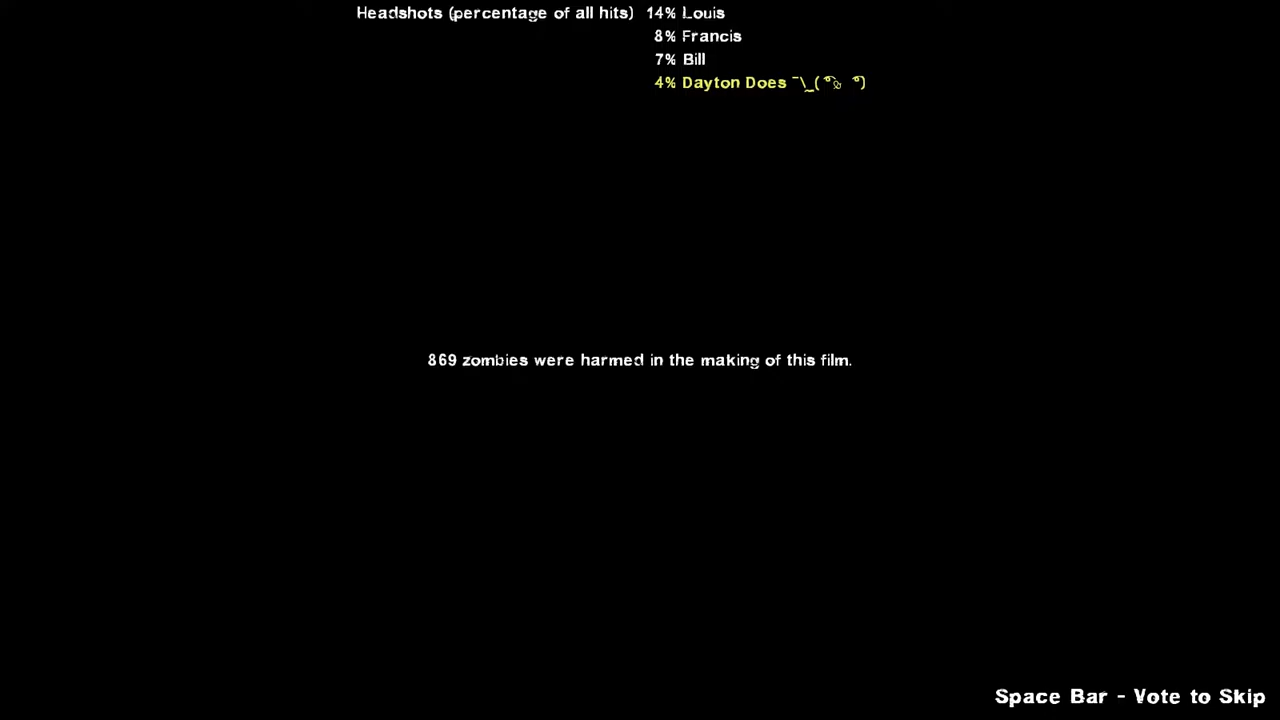 Headshots (percentage of all hits) 14% Louis
8% Francis
7% Bill
4% Dayton Does
869 zombies were harmed in the making of this film.
Space Bar - Vote to Skip